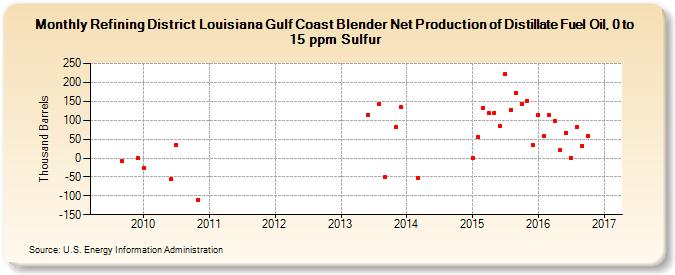 Monthly Refining District Louisiana Gulf Coast Blender Net Production of Distillate Fuel Oil, 0 to
15 ppm Sulfur
Thousand Barrels
250
200
150
100
50
0
-50
-100
-150
2010 2011 2012 2013 2014 2015 2016 2017
Source: U.S. Energy Information Administration